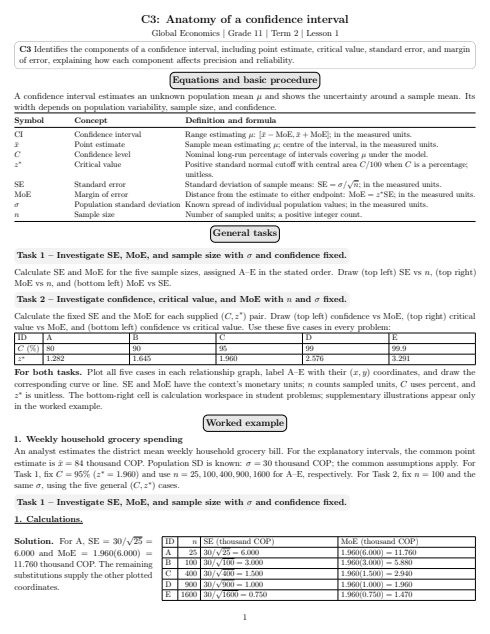 C3: Anatomy of a confidence interval
Global Economics | Grade 11 | Term 2 | Lesson 1
C3 Identifies the components of a confidence interval, including point estimate, critical value, standard error, and margin
of error, explaining how each component affects precision and reliability.
Equations and basic procedure
A confidence interval estimates an unknown population mean μ and shows the uncertainty around a sample mean. Its
width depends on population variability, sample size, and confidence.
Symbol Concept Definition and formula
CI Confidence interval Range estimating μ: [x̄ − MoE, x̄ + MoE]; in the measured units.
x̄ Point estimate Sample mean estimating μ; centre of the interval, in the measured units.
C Confidence level Nominal long-run percentage of intervals covering μ under the model.
z* Critical value Positive standard normal cutoff with central area C/100 when C is a percentage;
unitless.
SE Standard error Standard deviation of sample means: SE = σ/√n; in the measured units.
MoE Margin of error Distance from the estimate to either endpoint: MoE = z*SE; in the measured units.
σ Population standard deviation Known spread of individual population values; in the measured units.
n Sample size Number of sampled units; a positive integer count.
General tasks
Task 1 – Investigate SE, MoE, and sample size with σ and confidence fixed.
Calculate SE and MoE for the five sample sizes, assigned A–E in the stated order. Draw (top left) SE vs n, (top right)
MoE vs n, and (bottom left) MoE vs SE.
Task 2 – Investigate confidence, critical value, and MoE with n and σ fixed.
Calculate the fixed SE and the MoE for each supplied (C, z*) pair. Draw (top left) confidence vs MoE, (top right) critical
value vs MoE, and (bottom left) confidence vs critical value. Use these five cases in every problem:
ID A B C D E
C (%) 80 90 95 99 99.9
z* 1.282 1.645 1.960 2.576 3.291
For both tasks. Plot all five cases in each relationship graph, label A–E with their (x, y) coordinates, and draw the
corresponding curve or line. SE and MoE have the context's monetary units; n counts sampled units, C uses percent, and
z* is unitless. The bottom-right cell is calculation workspace in student problems; supplementary illustrations appear only
in the worked example.
Worked example
1. Weekly household grocery spending
An analyst estimates the district mean weekly household grocery bill. For the explanatory intervals, the common point
estimate is x̄ = 84 thousand COP. Population SD is known: σ = 30 thousand COP; the common assumptions apply. For
Task 1, fix C = 95% (z* = 1.960) and use n = 25, 100, 400, 900, 1600 for A–E, respectively. For Task 2, fix n = 100 and the
same σ, using the five general (C, z*) cases.
Task 1 – Investigate SE, MoE, and sample size with σ and confidence fixed.
1. Calculations.
Solution. For A, SE = 30/√25 =
6.000 and MoE = 1.960(6.000) =
11.760 thousand COP. The remaining
substitutions supply the other plotted
coordinates.
ID n SE (thousand COP) MoE (thousand COP)
A 25 30/√25 = 6.000 1.960(6.000) = 11.760
B 100 30/√100 = 3.000 1.960(3.000) = 5.880
C 400 30/√400 = 1.500 1.960(1.500) = 2.940
D 900 30/√900 = 1.000 1.960(1.000) = 1.960
E 1600 30/√1600 = 0.750 1.960(0.750) = 1.470
1